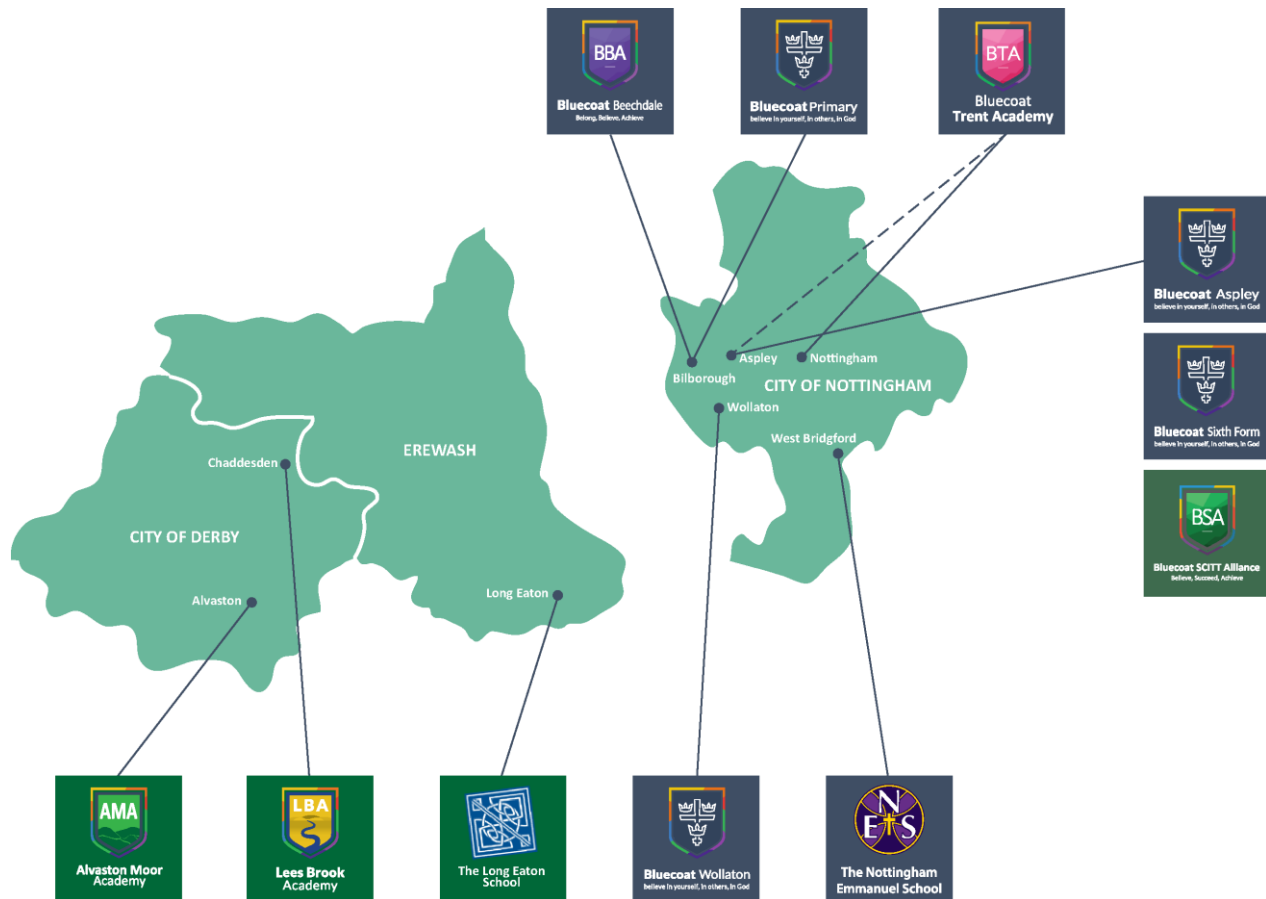 BBA
Bluecoat Beechdale
Belong, Believe, Achieve
Bluecoat Primary
believe in yourself, in others, in God
BTA
Bluecoat
Trent Academy
Bluecoat Aspley
believe in yourself, in others, in God
Bluecoat Sixth Form
believe in yourself, in others, in God
BSA
Bluecoat SCITT Alliance
Believe, Succeed, Achieve
Aspley
Nottingham
Bilborough
CITY OF NOTTINGHAM
Wollaton
West Bridgford
EREWASH
Chaddesden
CITY OF DERBY
Alvaston
Long Eaton
AMA
Alvaston Moor
Academy
LBA
Lees Brook
Academy
The Long Eaton
School
Bluecoat Wollaton
believe in yourself, in others, in God
N
E S
The Nottingham
Emmanuel School